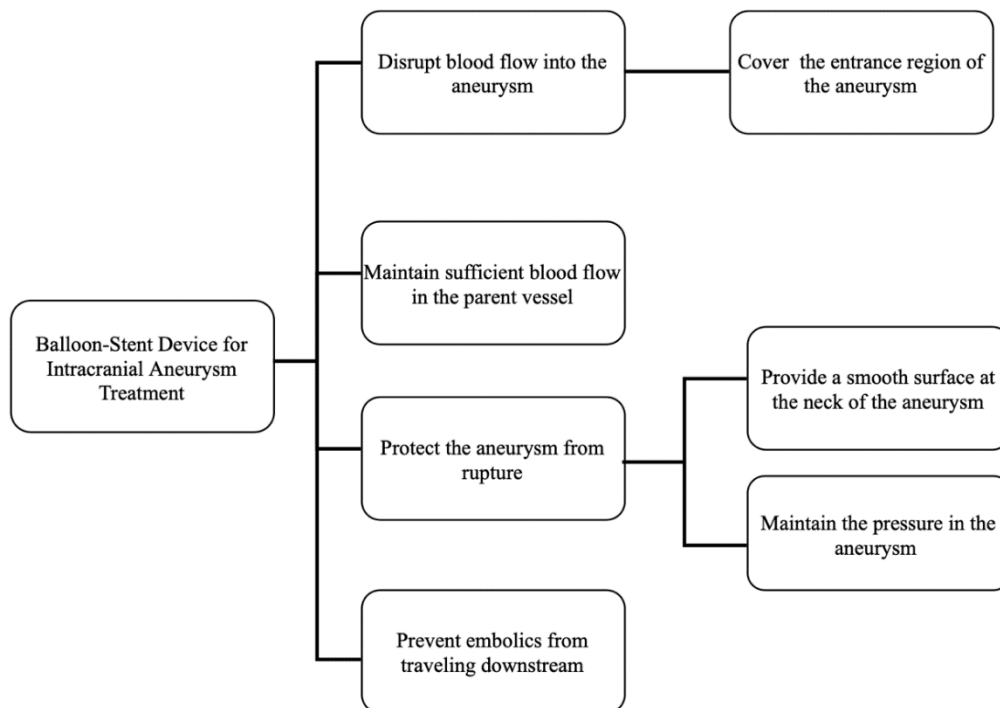 Disrupt blood flow into the
aneurysm
Cover the entrance region of
the aneurysm
Maintain sufficient blood flow
in the parent vessel
Balloon-Stent Device for
Intracranial Aneurysm
Treatment
Provide a smooth surface at
the neck of the aneurysm
Protect the aneurysm from
rupture
Maintain the pressure in the
aneurysm
Prevent embolics from
traveling downstream